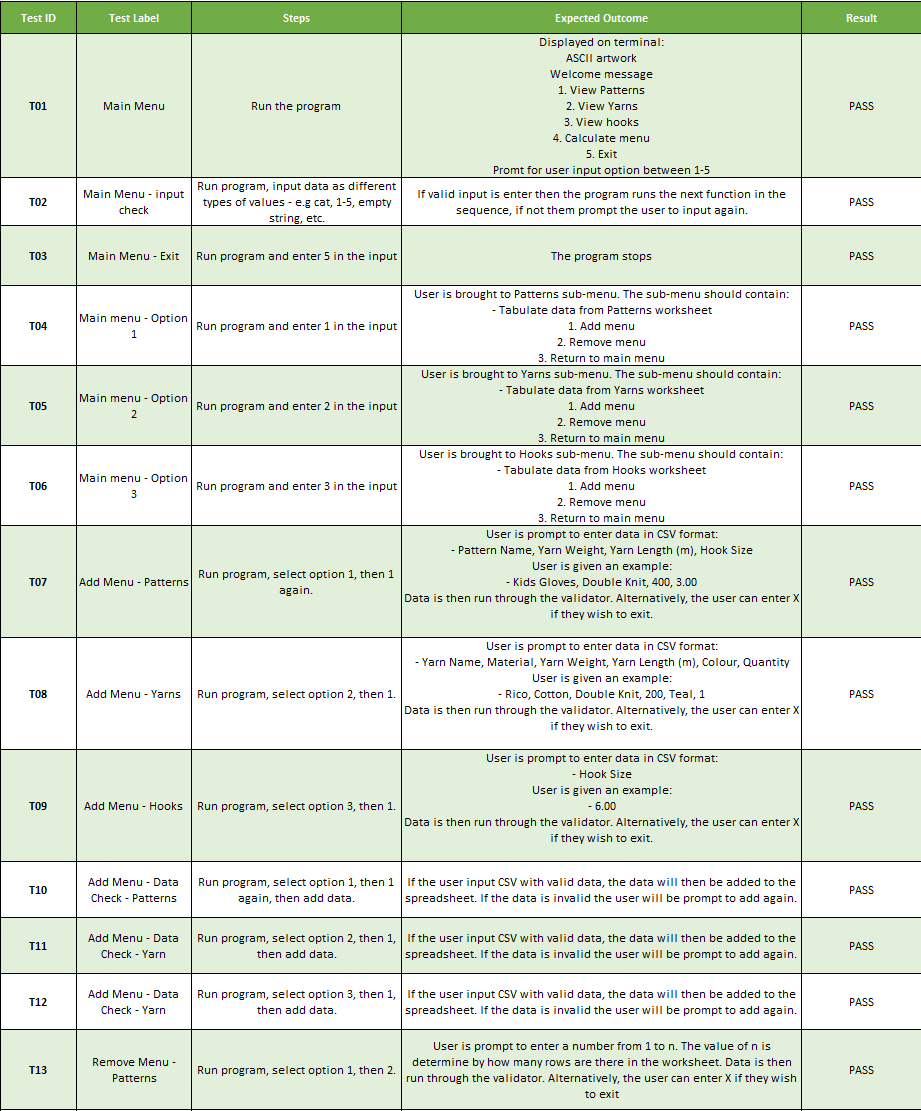 Test ID Test Label Steps Expected Outcome Result
T01
Main Menu
Run the program
Displayed on terminal:
ASCII artwork
Welcome message
1. View Patterns
2. View Yarns
3. View hooks
4. Calculate menu
5. Exit
Promt for user input option between 1-5
PASS
T02
Main Menu - input
check
Run program, input data as different
types of values - e.g cat, 1-5, empty
string, etc.
If valid input is enter then the program runs the next function in the
sequence, if not them prompt the user to input again.
PASS
T03
Main Menu - Exit
Run program and enter 5 in the input
The program stops
PASS
T04
Main menu - Option
1
Run program and enter 1 in the input
User is brought to Patterns sub-menu. The sub-menu should contain:
- Tabulate data from Patterns worksheet
1. Add menu
2. Remove menu
3. Return to main menu
PASS
T05
Main menu - Option
2
Run program and enter 2 in the input
User is brought to Yarns sub-menu. The sub-menu should contain:
- Tabulate data from Yarns worksheet
1. Add menu
2. Remove menu
3. Return to main menu
PASS
T06
Main menu - Option
3
Run program and enter 3 in the input
User is brought to Hooks sub-menu. The sub-menu should contain:
- Tabulate data from Hooks worksheet
1. Add menu
2. Remove menu
3. Return to main menu
PASS
T07
Add Menu - Patterns
Run program, select option 1, then 1
again.
User is prompt to enter data in CSV format:
- Pattern Name, Yarn Weight, Yarn Length (m), Hook Size
User is given an example:
- Kids Gloves, Double Knit, 400, 3.00
Data is then run through the validator. Alternatively, the user can enter X
if they wish to exit.
PASS
T08
Add Menu - Yarns
Run program, select option 2, then 1.
User is prompt to enter data in CSV format:
- Yarn Name, Material, Yarn Weight, Yarn Length (m), Colour, Quantity
User is given an example:
- Rico, Cotton, Double Knit, 200, Teal, 1
Data is then run through the validator. Alternatively, the user can enter X
if they wish to exit.
PASS
T09
Add Menu - Hooks
Run program, select option 3, then 1.
User is prompt to enter data in CSV format:
- Hook Size
User is given an example:
- 6.00
Data is then run through the validator. Alternatively, the user can enter X
if they wish to exit.
PASS
T10
Add Menu - Data
Check - Patterns
Run program, select option 1, then 1
again, then add data.
If the user input CSV with valid data, the data will then be added to the
spreadsheet. If the data is invalid the user will be prompt to add again.
PASS
T11
Add Menu - Data
Check - Yarn
Run program, select option 2, then 1,
then add data.
If the user input CSV with valid data, the data will then be added to the
spreadsheet. If the data is invalid the user will be prompt to add again.
PASS
T12
Add Menu - Data
Check - Yarn
Run program, select option 3, then 1,
then add data.
If the user input CSV with valid data, the data will then be added to the
spreadsheet. If the data is invalid the user will be prompt to add again.
PASS
T13
Remove Menu -
Patterns
Run program, select option 1, then 2.
User is prompt to enter a number from 1 to n. The value of n is
determine by how many rows are there in the worksheet. Data is then
run through the validator. Alternatively, the user can enter X if they wish
to exit
PASS